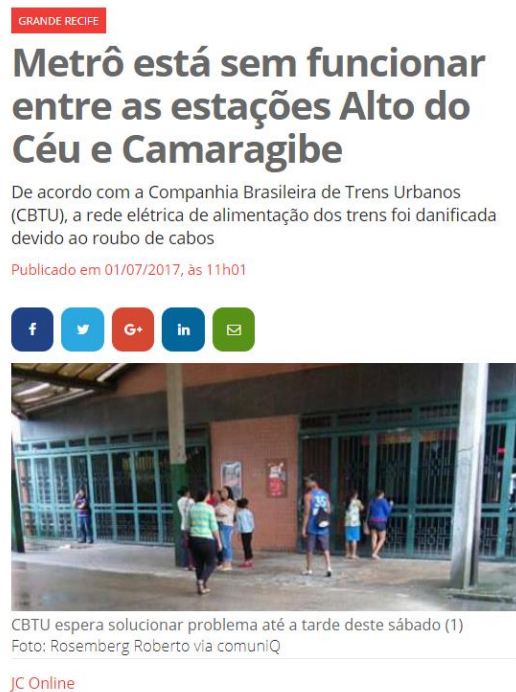 GRANDE RECIFE
Metrô está sem funcionar
entre as estações Alto do
Céu e Camaragibe
De acordo com a Companhia Brasileira de Trens Urbanos
(CBTU), a rede elétrica de alimentação dos trens foi danificada
devido ao roubo de cabos
Publicado em 01/07/2017, às 11h01
f
G+
in
CBTU espera solucionar problema até a tarde deste sábado (1)
Foto: Rosemberg Roberto via comuniQ
JC Online